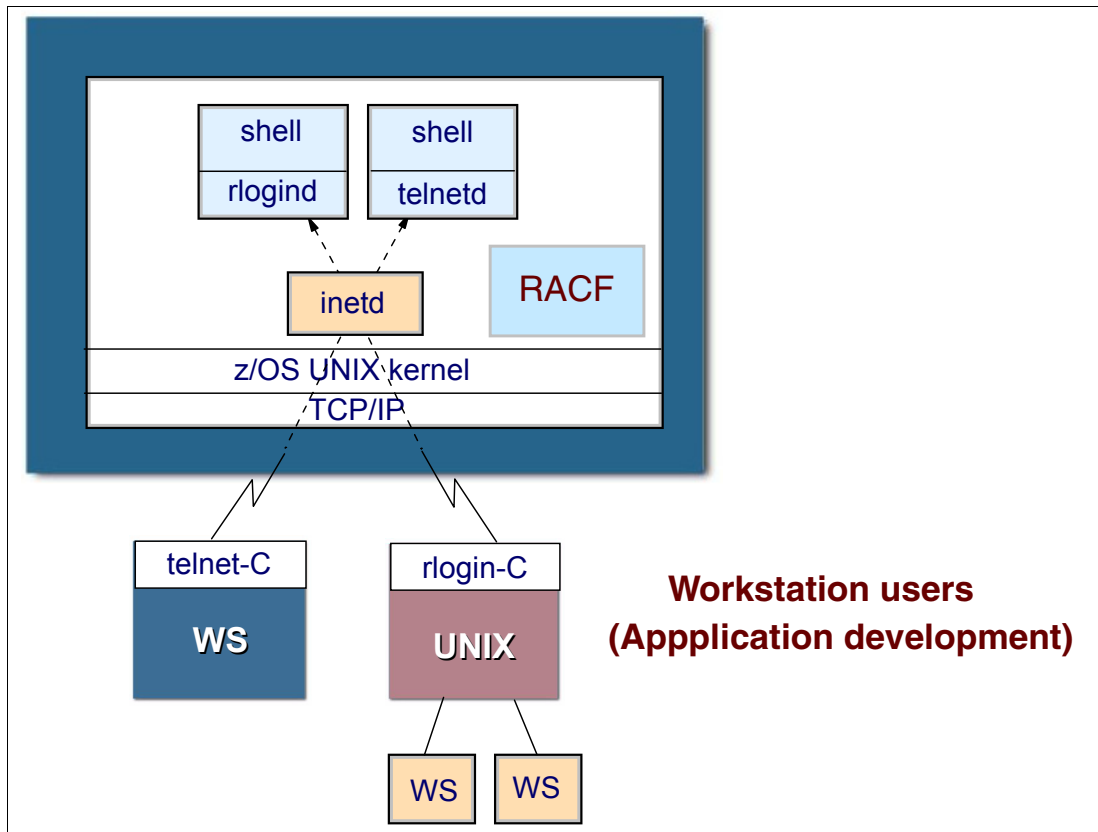 shell
rlogind
shell
telnetd
inetd
RACF
z/OS UNIX kernel
TCP/IP
telnet-C
WS
rlogin-C
UNIX
Workstation users
(Appplication development)
WS
WS